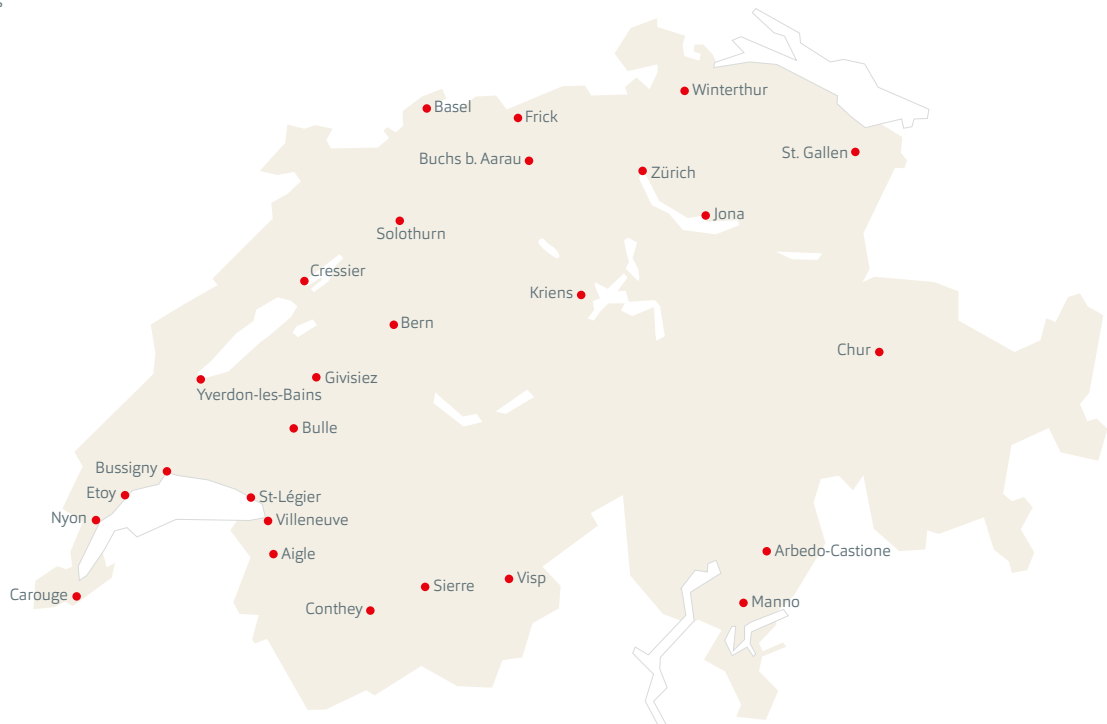 Winterthur
Basel
Frick
St. Gallen
Buchs b. Aarau
Zürich
Jona
Solothurn
Cressier
Kriens
Bern
Chur
Givisiez
Yverdon-les-Bains
Bulle
Bussigny
Etoy
St-Légier
Nyon
Villeneuve
Arbedo-Castione
Aigle
Visp
Sierre
Carouge
Manno
Conthey